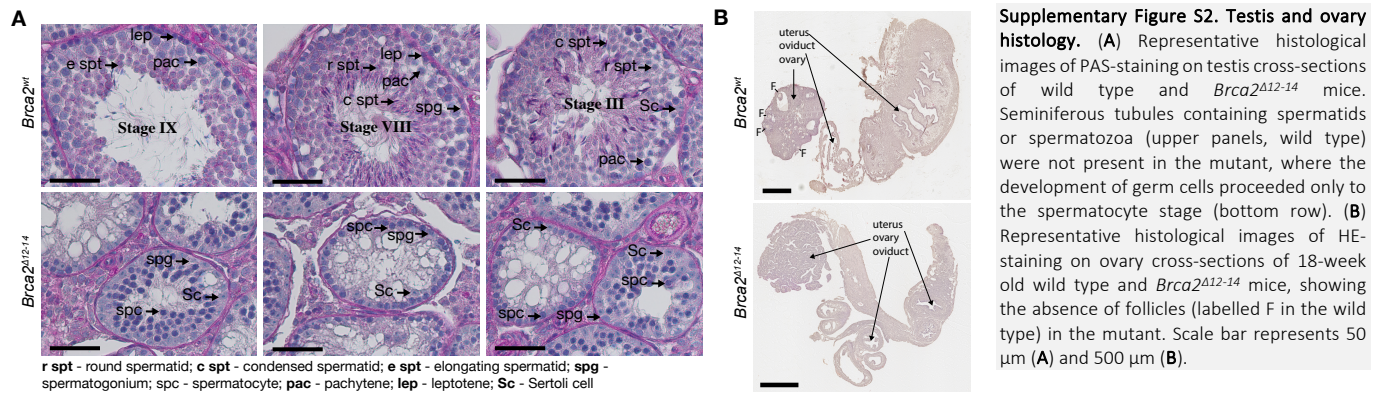 A
Brca2wt
lep
e spt
pac
Stage IX
lep
r spt
pac
c spt
spg
Stage VIII
c spt
r spt
Stage III
Sc
pac
Brca2Δ12-14
spg
Sc
spc
spc
spg
Sc
Sc
Sc
spc
spc
spg
r spt - round spermatid; c spt - condensed spermatid; e spt - elongating spermatid; spg -
spermatogonium; spc - spermatocyte; pac - pachytene; lep - leptotene; Sc - Sertoli cell
B
Brca2wt
uterus
oviduct
ovary
F
F
F
F
Brca2Δ12-14
uterus
ovary
oviduct
Supplementary Figure S2. Testis and ovary
histology. (A) Representative histological
images of PAS-staining on testis cross-sections
of wild type and Brca2Δ12-14 mice.
Seminiferous tubules containing spermatids
or spermatozoa (upper panels, wild type)
were not present in the mutant, where the
development of germ cells proceeded only to
the spermatocyte stage (bottom row). (B)
Representative histological images of HE-
staining on ovary cross-sections of 18-week
old wild type and Brca2Δ12-14 mice, showing
the absence of follicles (labelled F in the wild
type) in the mutant. Scale bar represents 50
μm (A) and 500 μm (B).